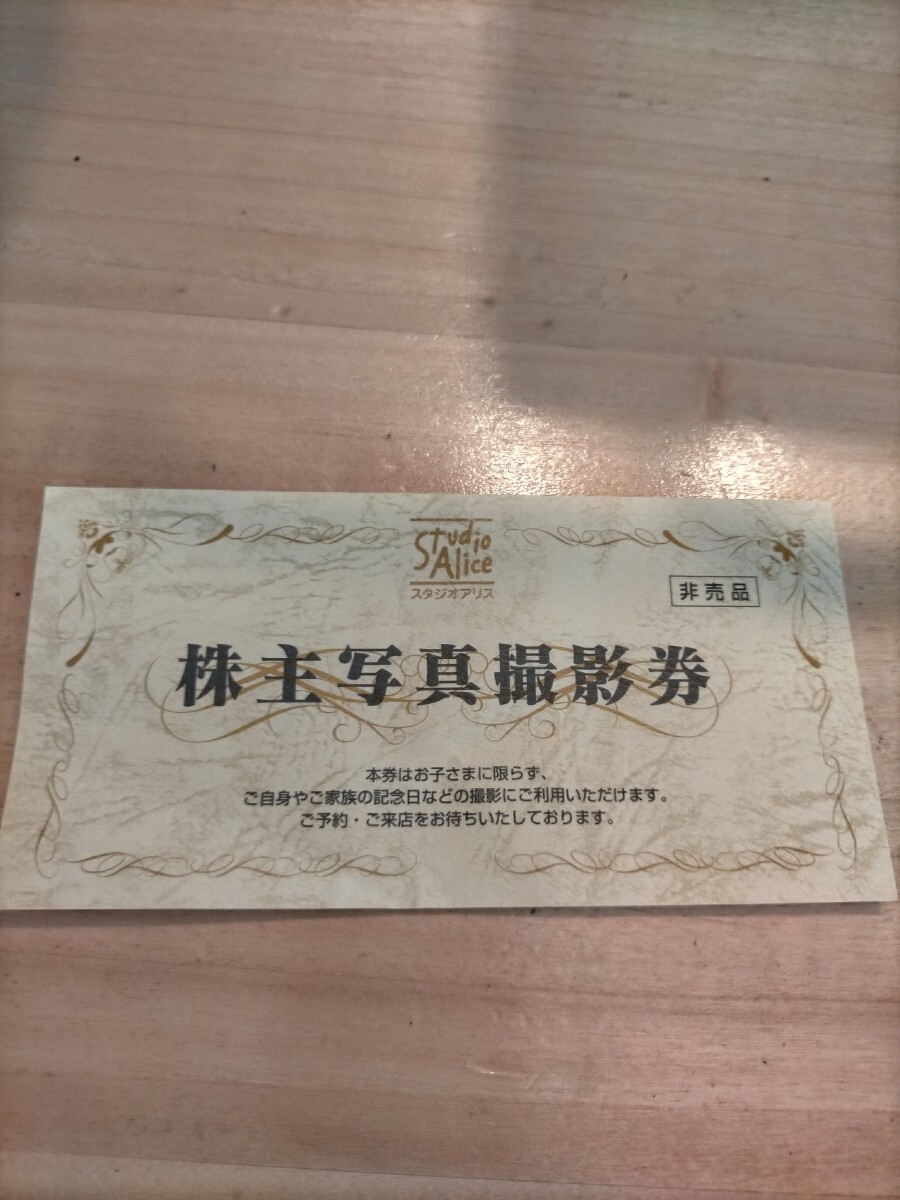 Studio
Alice
スタジオアリス
非売品
株主写真撮影券
本券はお子さまに限らず、
ご自身やご家族の記念日などの撮影にご利用いただけます。
ご予約・ご来店をお待ちいたしております。